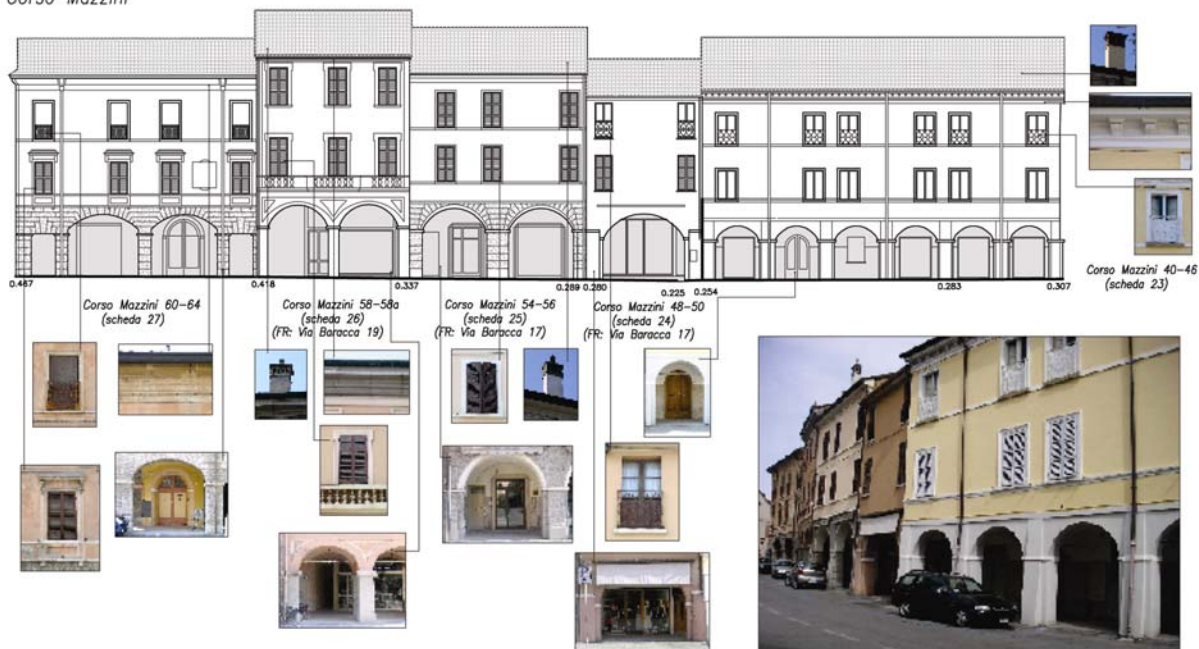 Corso Mazzini
0.467
0.418
0.337
0.289
0.280
0.225
0.254
0.283
0.307
Corso Mazzini 60-64
(scheda 27)
Corso Mazzini 58-58a
(scheda 26)
(FR: Via Baracca 19)
Corso Mazzini 54-56
(scheda 25)
(FR: Via Baracca 17)
Corso Mazzini 48-50
(scheda 24)
(FR: Via Baracca 17)
Corso Mazzini 40-46
(scheda 23)